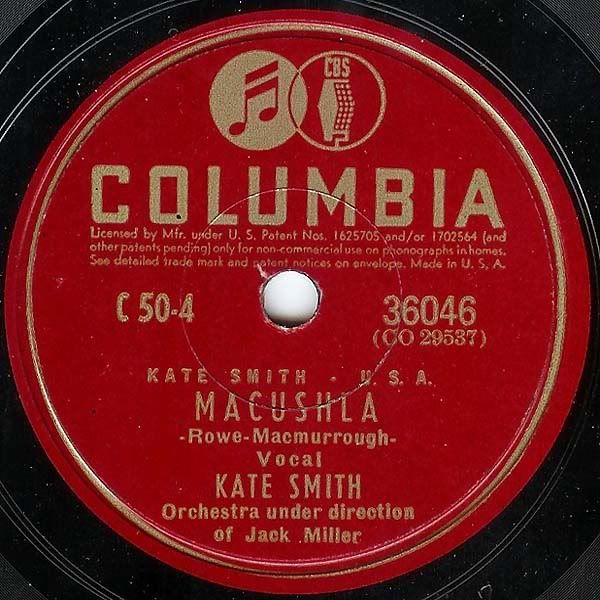 CBS
COLUMBIA
Licensed by Mfr. under U. S. Patent Nos. 1625705 and/or 1702564 (and
other patents pending) only for non-commercial use on phonographs in homes.
See detailed trade mark and patent notices on envelope. Made in U. S. A.
C 50-4
36046
(CO 29537)
KATE SMITH - U. S. A.
MACUSHLA
-Rowe-Macmurrough-
Vocal
KATE SMITH
Orchestra under direction
of Jack Miller